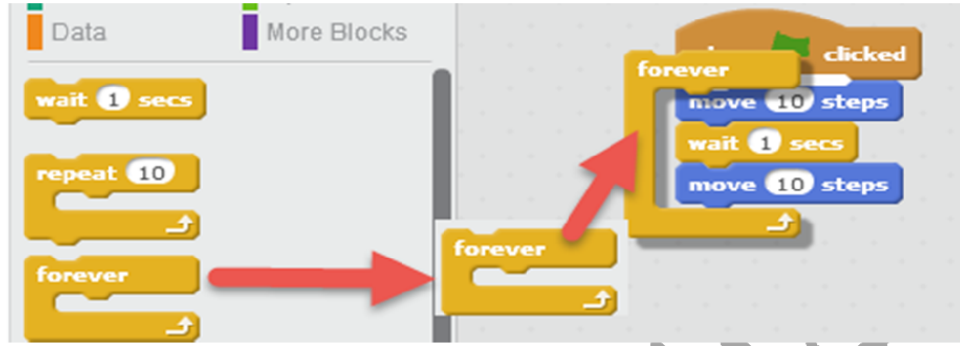 Data
More Blocks
wait 1 secs
repeat 10
forever
forever
clicked
forever
move 10 steps
wait 1 secs
move 10 steps